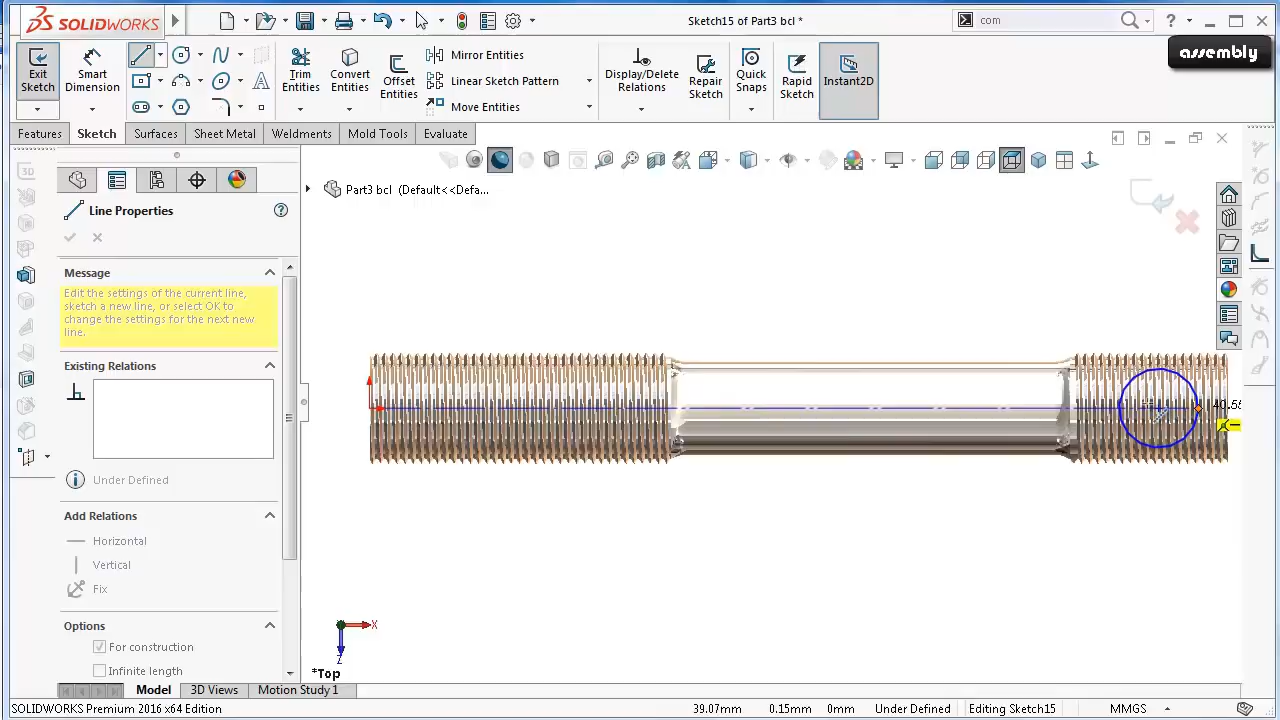 SOLIDWORKS
Sketch15 of Part3 bcl *
com
assembly
Exit Sketch
Smart Dimension
Trim Entities
Convert Entities
Offset Entities
Mirror Entities
Linear Sketch Pattern
Move Entities
Display/Delete Relations
Repair Sketch
Quick Snaps
Rapid Sketch
Instant2D
Features
Sketch
Surfaces
Sheet Metal
Weldments
Mold Tools
Evaluate
Part3 bcl (Default<<Defa...
Line Properties
Message
Edit the settings of the current line,
sketch a new line, or select OK to
change the settings for the next new
line.
Existing Relations
Under Defined
Add Relations
Horizontal
Vertical
Fix
Options
For construction
Infinite length
X
Z
*Top
Model
3D Views
Motion Study 1
SOLIDWORKS Premium 2016 x64 Edition
39.07mm
0.15mm
0mm
Under Defined
Editing Sketch15
MMGS